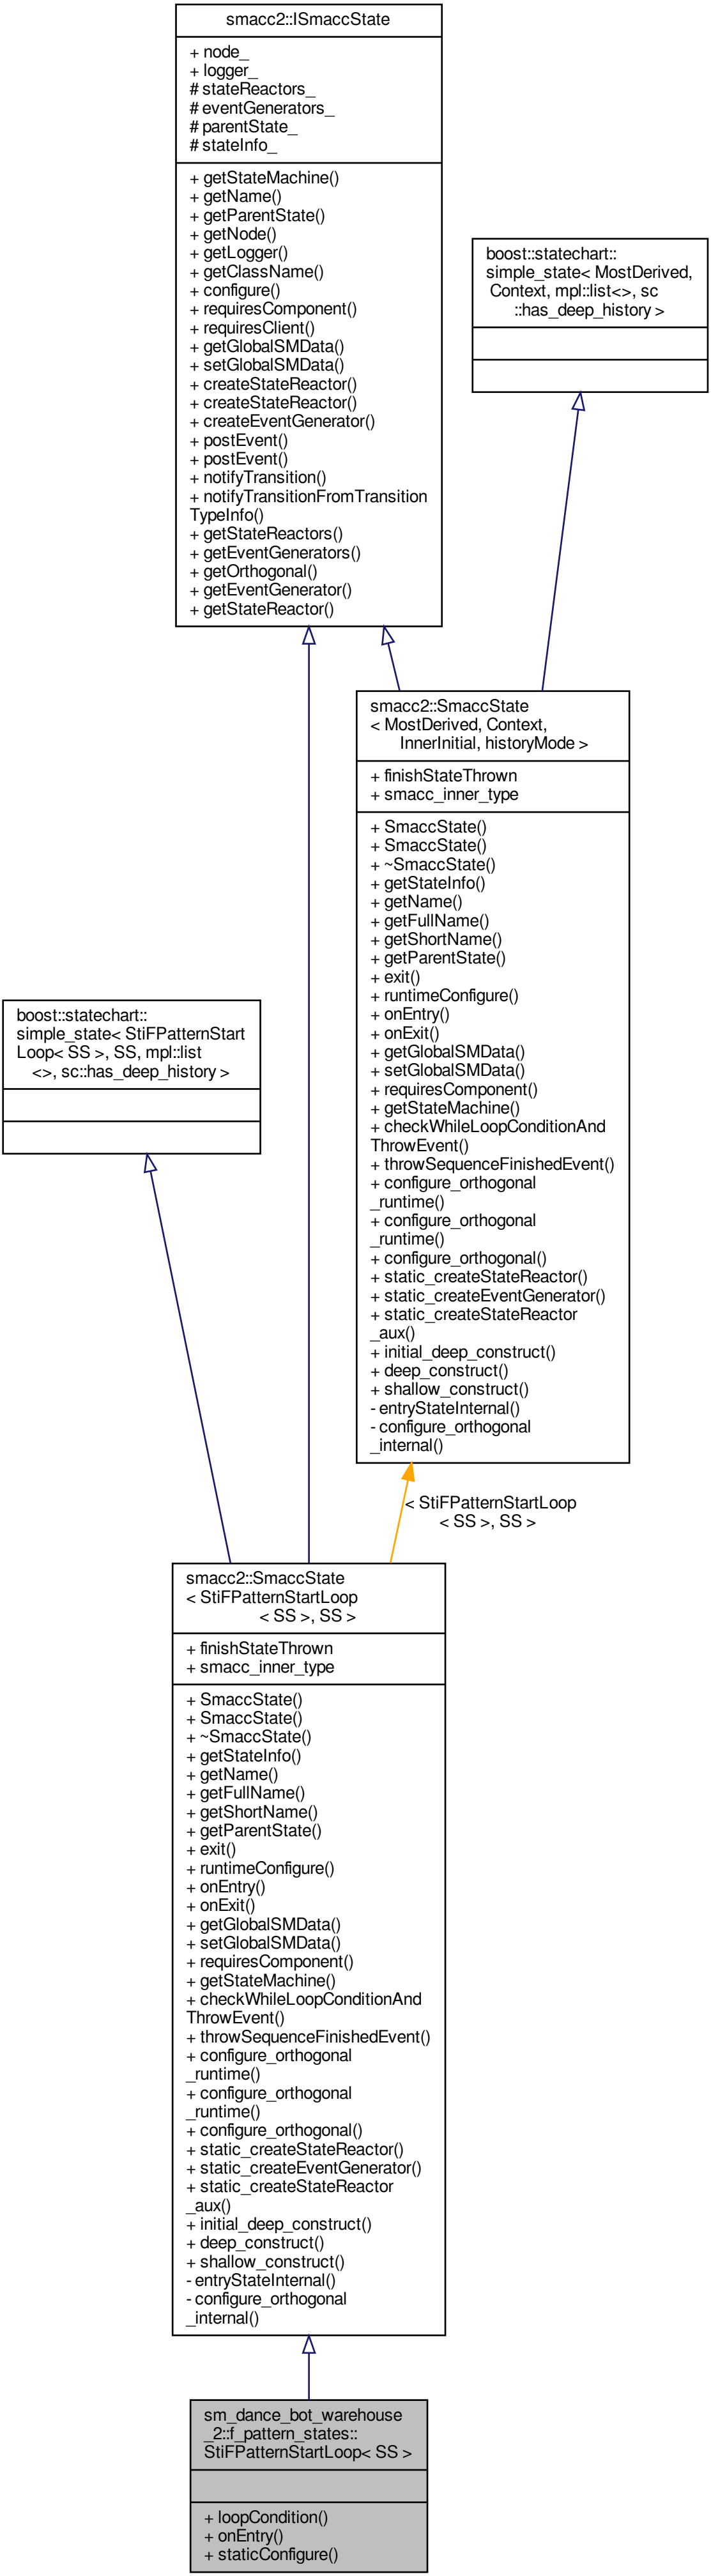 smacc2::ISmaccState
+ node_
+ logger_
# stateReactors_
# eventGenerators_
# parentState_
# stateInfo_
+ getStateMachine()
+ getName()
+ getParentState()
+ getNode()
+ getLogger()
+ getClassName()
+ configure()
+ requiresComponent()
+ requiresClient()
+ getGlobalSMData()
+ setGlobalSMData()
+ createStateReactor()
+ createStateReactor()
+ createEventGenerator()
+ postEvent()
+ postEvent()
+ notifyTransition()
+ notifyTransitionFromTransition
TypeInfo()
+ getStateReactors()
+ getEventGenerators()
+ getOrthogonal()
+ getEventGenerator()
+ getStateReactor()
boost::statechart::
simple_state< MostDerived,
Context, mpl::list<>, sc
::has_deep_history >
smacc2::SmaccState
< MostDerived, Context,
InnerInitial, historyMode >
+ finishStateThrown
+ smacc_inner_type
+ SmaccState()
+ SmaccState()
+ ~SmaccState()
+ getStateInfo()
+ getName()
+ getFullName()
+ getShortName()
+ getParentState()
+ exit()
+ runtimeConfigure()
+ onEntry()
+ onExit()
+ getGlobalSMData()
+ setGlobalSMData()
+ requiresComponent()
+ getStateMachine()
+ checkWhileLoopConditionAnd
ThrowEvent()
+ throwSequenceFinishedEvent()
+ configure_orthogonal
_runtime()
+ configure_orthogonal
_runtime()
+ configure_orthogonal()
+ static_createStateReactor()
+ static_createEventGenerator()
+ static_createStateReactor
_aux()
+ initial_deep_construct()
+ deep_construct()
+ shallow_construct()
- entryStateInternal()
- configure_orthogonal
_internal()
boost::statechart::
simple_state< StiFPatternStart
Loop< SS >, SS, mpl::list
<>, sc::has_deep_history >
< StiFPatternStartLoop
< SS >, SS >
smacc2::SmaccState
< StiFPatternStartLoop
< SS >, SS >
+ finishStateThrown
+ smacc_inner_type
+ SmaccState()
+ SmaccState()
+ ~SmaccState()
+ getStateInfo()
+ getName()
+ getFullName()
+ getShortName()
+ getParentState()
+ exit()
+ runtimeConfigure()
+ onEntry()
+ onExit()
+ getGlobalSMData()
+ setGlobalSMData()
+ requiresComponent()
+ getStateMachine()
+ checkWhileLoopConditionAnd
ThrowEvent()
+ throwSequenceFinishedEvent()
+ configure_orthogonal
_runtime()
+ configure_orthogonal
_runtime()
+ configure_orthogonal()
+ static_createStateReactor()
+ static_createEventGenerator()
+ static_createStateReactor
_aux()
+ initial_deep_construct()
+ deep_construct()
+ shallow_construct()
- entryStateInternal()
- configure_orthogonal
_internal()
sm_dance_bot_warehouse
_2::f_pattern_states::
StiFPatternStartLoop< SS >
+ loopCondition()
+ onEntry()
+ staticConfigure()